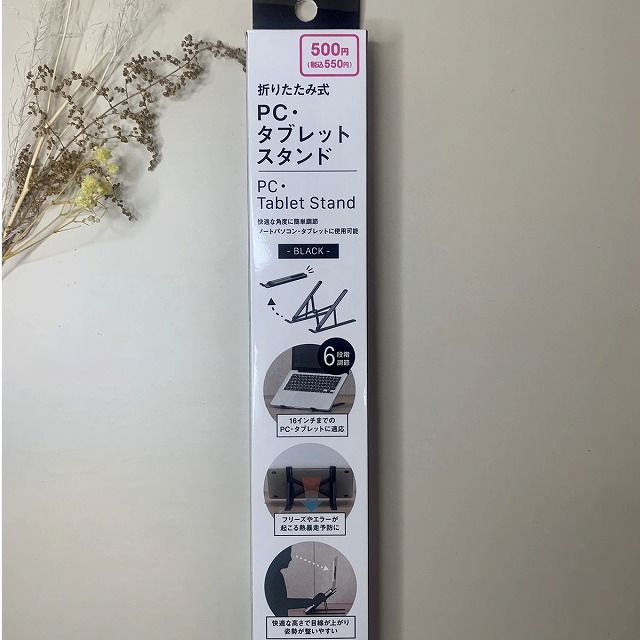 500円
(税込550円)
折りたたみ式
PC・
タブレット
スタンド
PC・
Tablet Stand
快適な角度に簡単調節
ノートパソコン・タブレットに使用可能
- BLACK -
6段階
調節
16インチまでの
PC・タブレットに適応
フリーズやエラーが
起こる熱暴走予防に
快適な高さで目線が上がり
姿勢が整いやすい